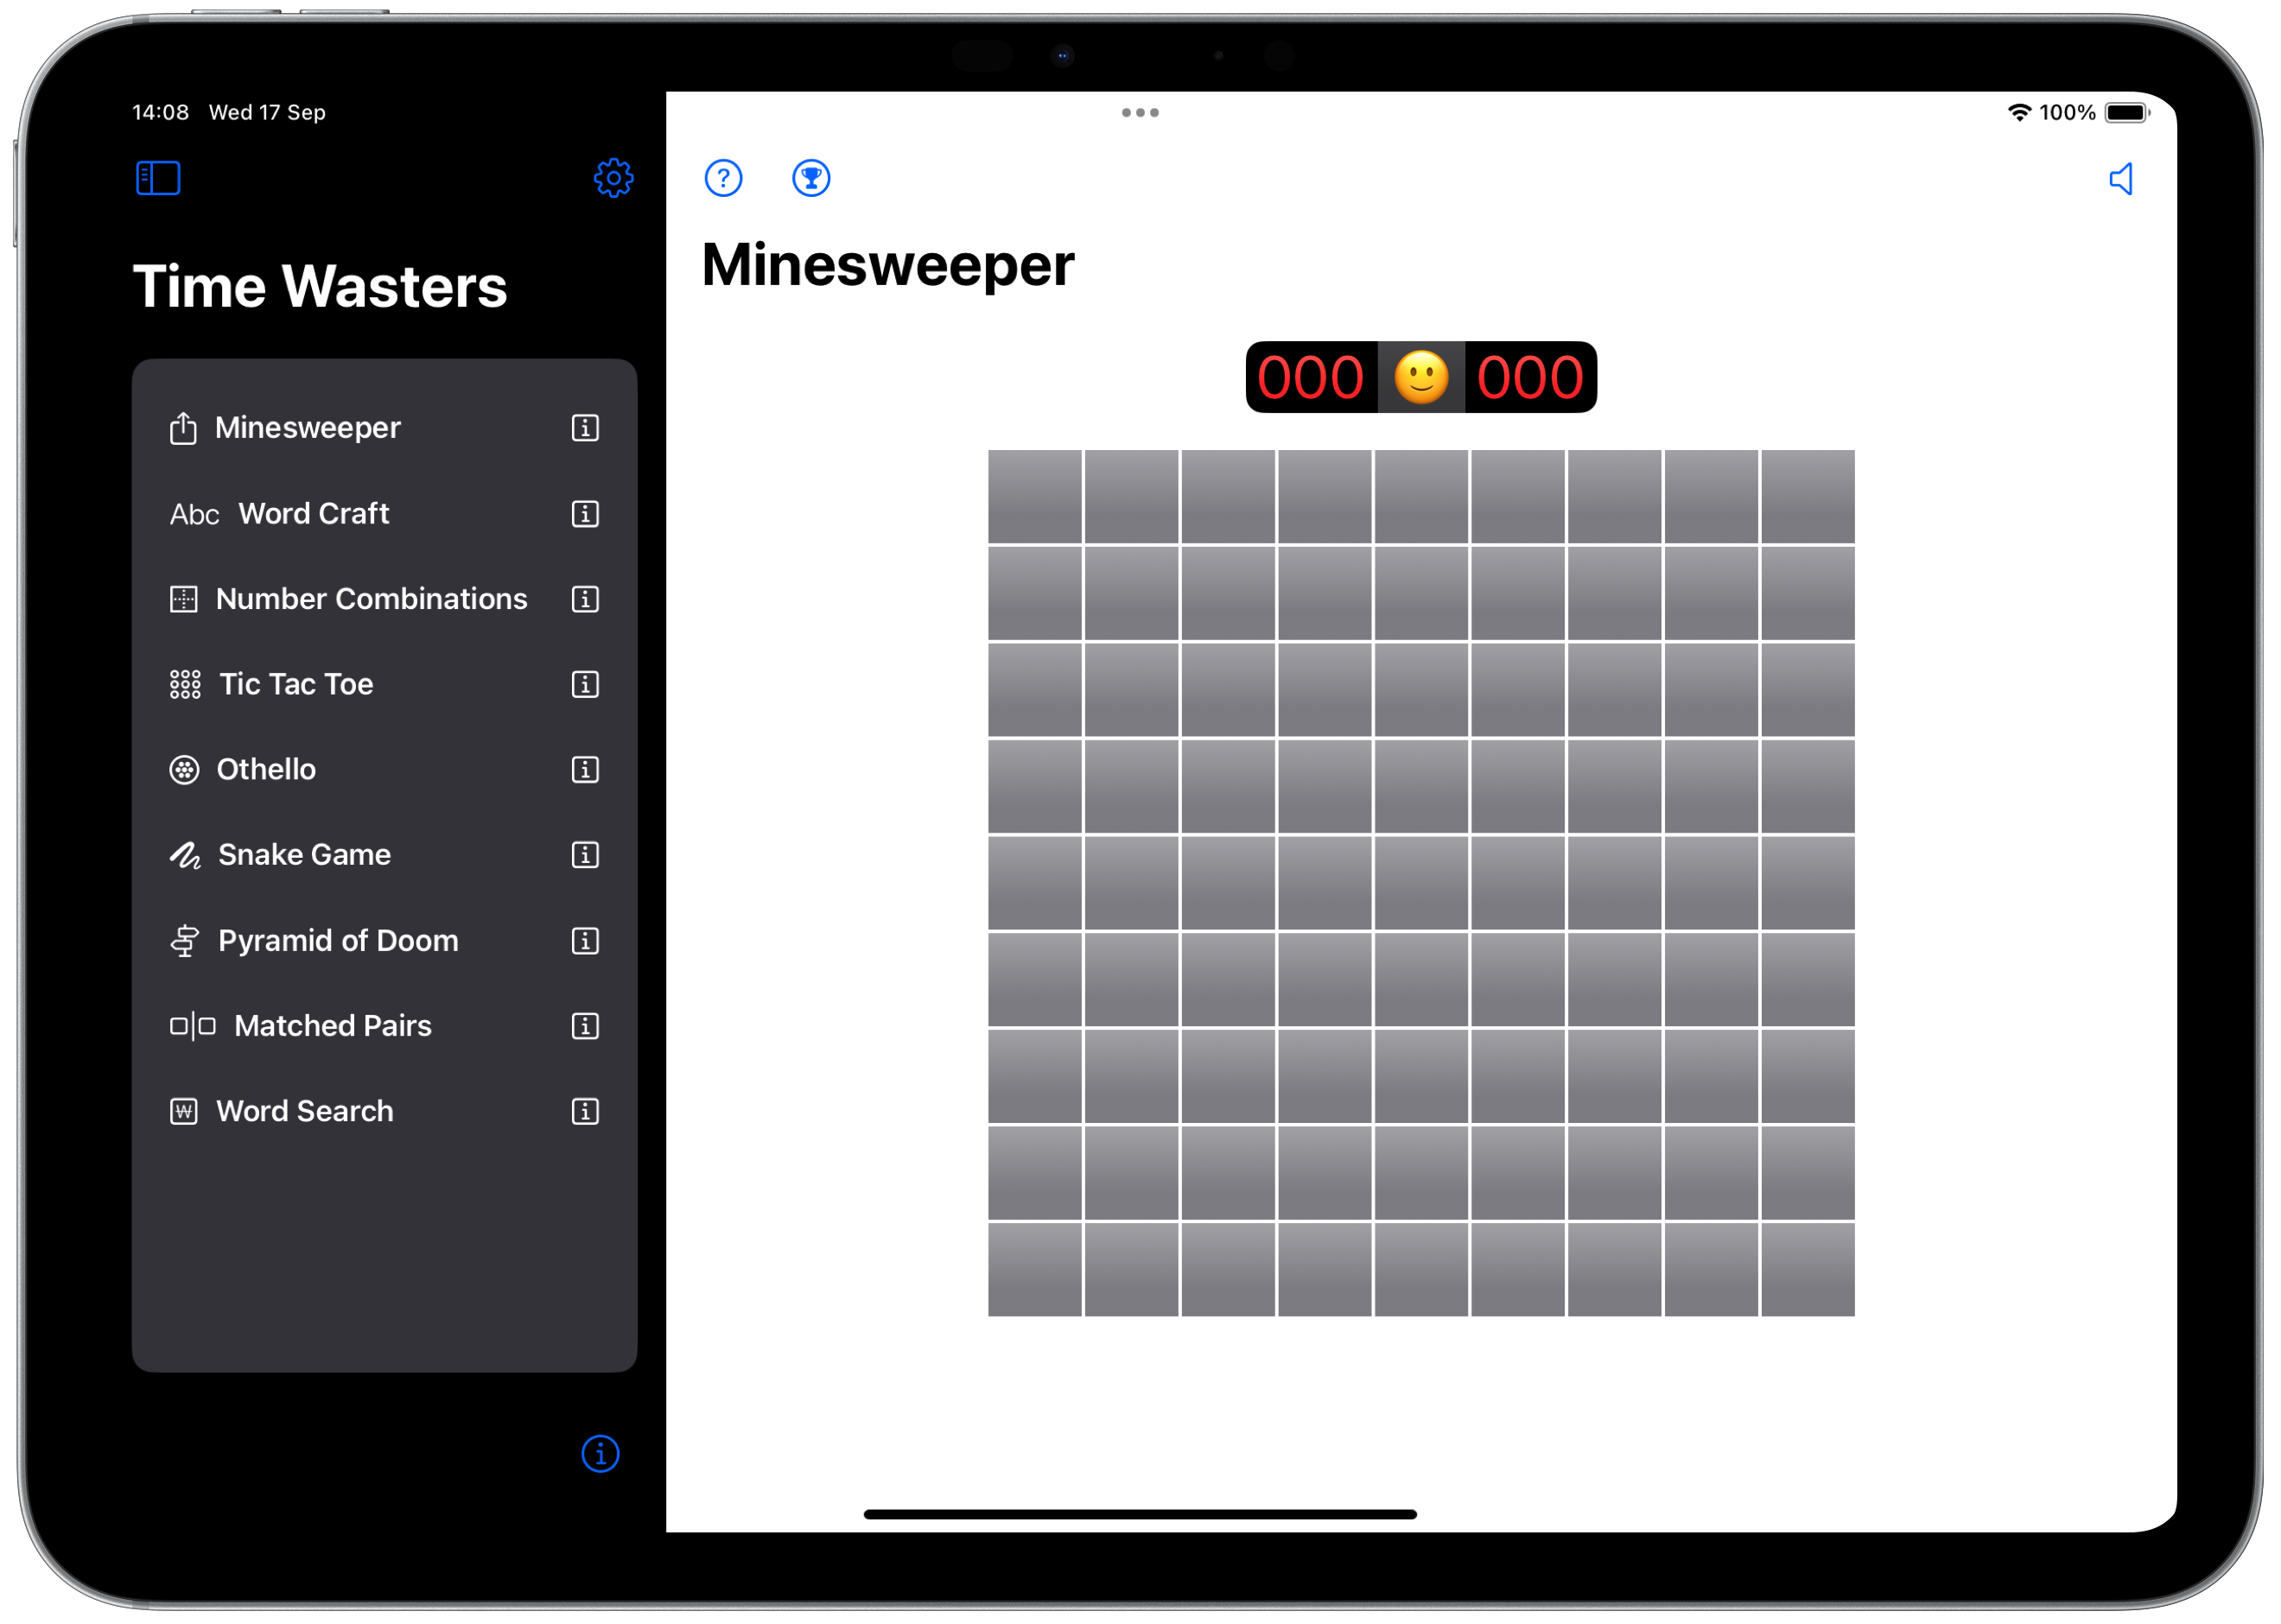 14:08 Wed 17 Sep
100%
Time Wasters
Minesweeper
Abc Word Craft
Number Combinations
Tic Tac Toe
Othello
Snake Game
Pyramid of Doom
Matched Pairs
Word Search
Minesweeper
000 000